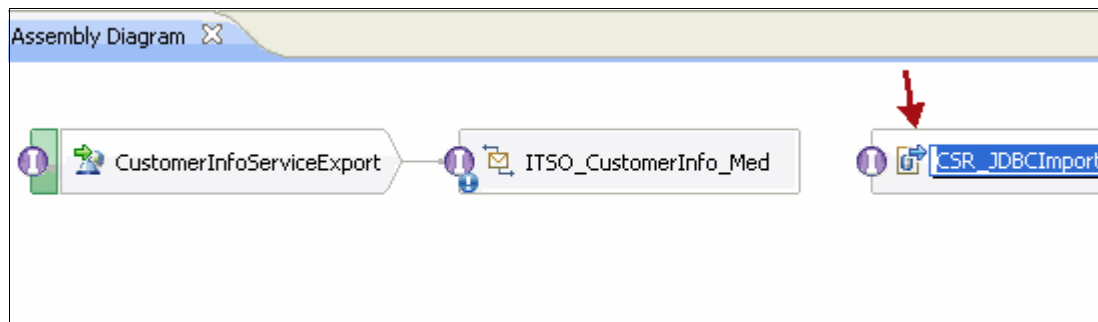 Assembly Diagram
CustomerInfoServiceExport
ITSO_CustomerInfo_Med
CSR_JDBCImport